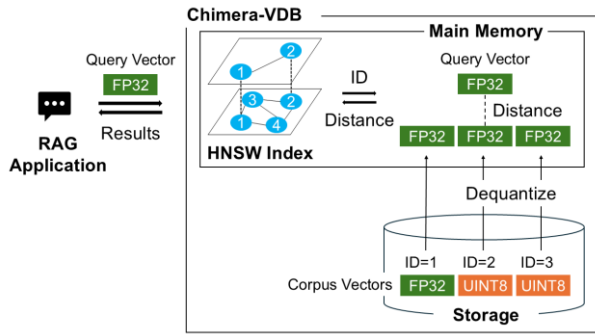 Chimera-VDB
Main Memory
Query Vector
FP32
Results
RAG
Application
2
1
3
2
1
4
HNSW Index
ID
Distance
Query Vector
FP32
Distance
FP32 FP32 FP32
Dequantize
ID=1 ID=2 ID=3
Corpus Vectors FP32 UINT8 UINT8
Storage